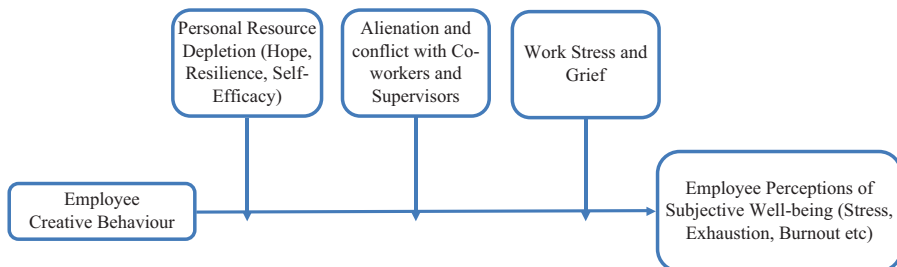 Personal Resource
Depletion (Hope,
Resilience, Self-
Efficacy)
Alienation and
conflict with Co-
workers and
Supervisors
Work Stress and
Grief
Employee
Creative Behaviour
Employee Perceptions of
Subjective Well-being (Stress,
Exhaustion, Burnout etc)